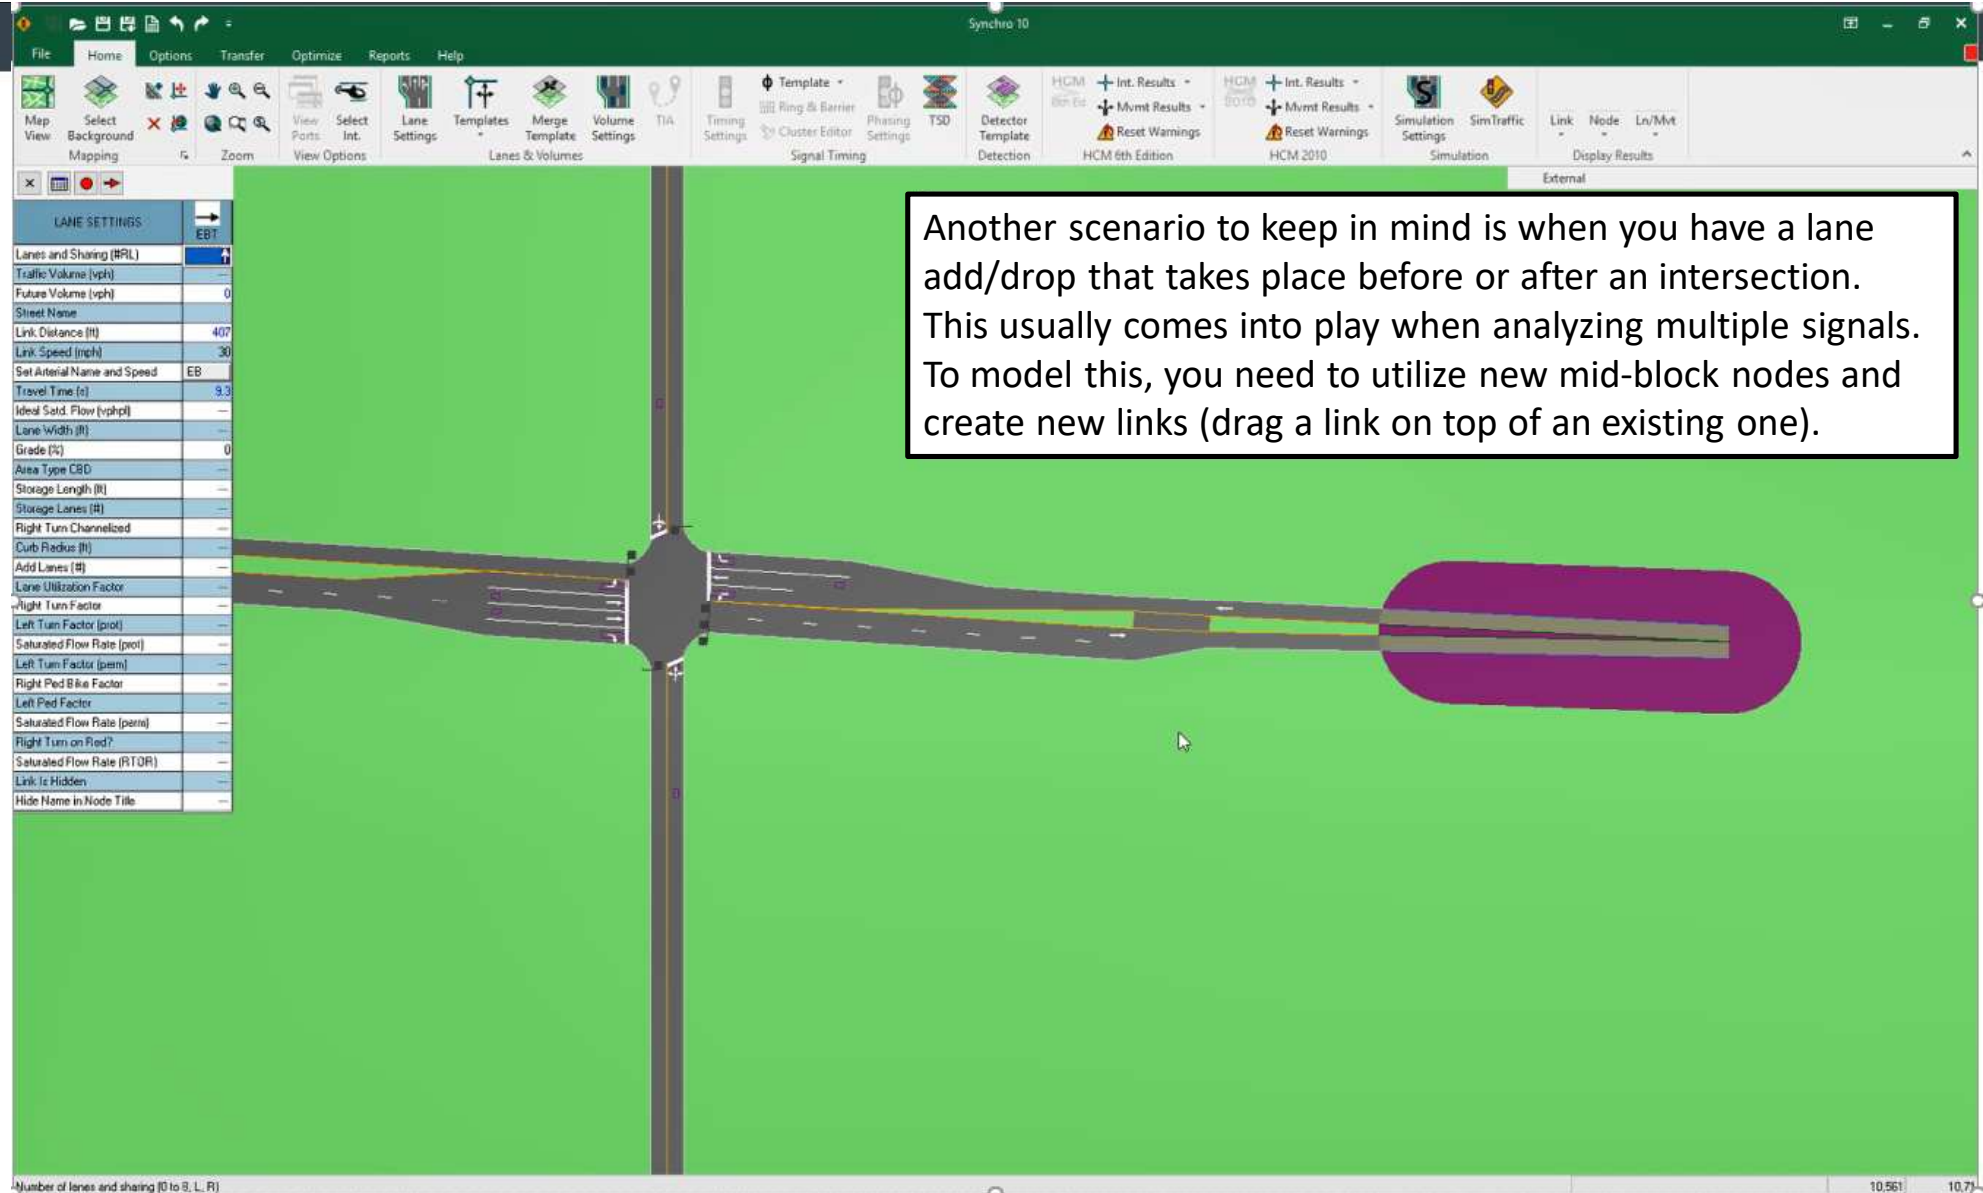 Synchro 10
File Home Options Transfer Optimize Reports Help
Map View
Select Background
Mapping
Zoom
View Ports
Select Int.
View Options
Lane Settings
Templates
Merge Template
Volume Settings
Lanes & Volumes
TIA
Timing Settings
Template
Ring & Barrier
Cluster Editor
Phasing Settings
TSD
Signal Timing
Detector Template
Detection
HCM 6th Ed
Int. Results
Mvmt Results
Reset Warnings
HCM 6th Edition
HCM 2010
Int. Results
Mvmt Results
Reset Warnings
HCM 2010
Simulation Settings
SimTraffic
Simulation
Link Node Ln/Mvt
Display Results
External
LANE SETTINGS EBT
Lanes and Sharing (#RL)
Traffic Volume (vph) —
Future Volume (vph) 0
Street Name
Link Distance (ft) 407
Link Speed (mph) 30
Set Arterial Name and Speed EB
Travel Time (s) 9.3
Ideal Satd. Flow (vphpl) —
Lane Width (ft) —
Grade (%) 0
Area Type CBD —
Storage Length (ft) —
Storage Lanes (#) —
Right Turn Channelized —
Curb Radius (ft) —
Add Lanes (#) —
Lane Utilization Factor —
Right Turn Factor —
Left Turn Factor (prot) —
Saturated Flow Rate (prot) —
Left Turn Factor (perm) —
Right Ped Bike Factor —
Left Ped Factor —
Saturated Flow Rate (perm) —
Right Turn on Red? —
Saturated Flow Rate (RTOR) —
Link Is Hidden —
Hide Name in Node Title —
Another scenario to keep in mind is when you have a lane
add/drop that takes place before or after an intersection.
This usually comes into play when analyzing multiple signals.
To model this, you need to utilize new mid-block nodes and
create new links (drag a link on top of an existing one).
Number of lanes and sharing (0 to 8, L, R)
10,561